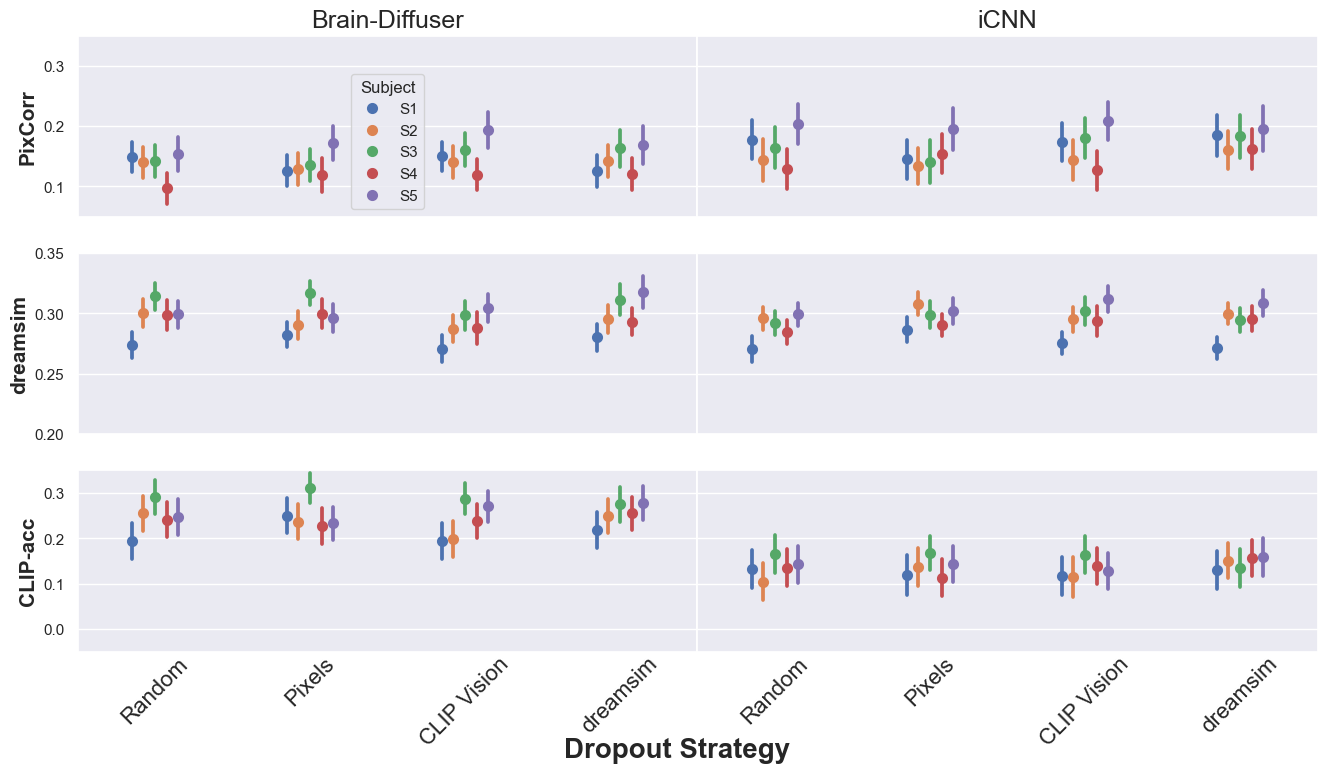 Brain-Diffuser
iCNN
PixCorr
0.3
0.2
0.1
Subject
S1
S2
S3
S4
S5
dreamsim
0.35
0.30
0.25
0.20
CLIP-acc
0.3
0.2
0.1
0.0
Random
Pixels
CLIP Vision
dreamsim
Random
Pixels
CLIP Vision
dreamsim
Dropout Strategy